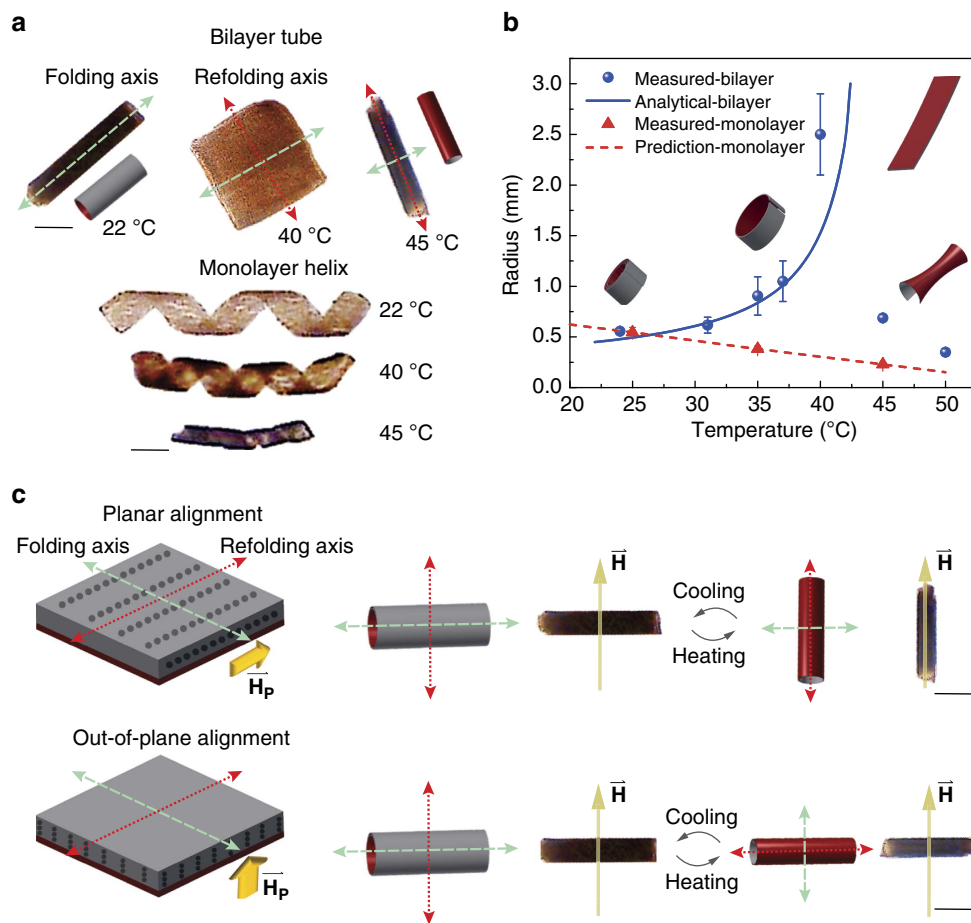 a
Bilayer tube
Folding axis
Refolding axis
22 °C
40 °C
45 °C
Monolayer helix
22 °C
40 °C
45 °C
b
Measured-bilayer
Analytical-bilayer
Measured-monolayer
Prediction-monolayer
Radius (mm)
3.0
2.5
2.0
1.5
1.0
0.5
0.0
20 25 30 35 40 45 50
Temperature (°C)
c
Planar alignment
Folding axis
Refolding axis
H
H
Cooling
Heating
Hₚ
Out-of-plane alignment
H
H
Cooling
Heating
Hₚ